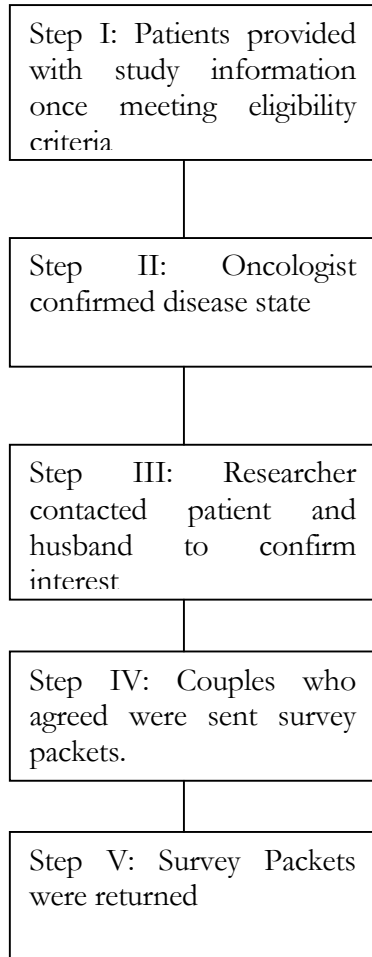 Step I: Patients provided
with study information
once meeting eligibility
criteria
Step II: Oncologist
confirmed disease state
Step III: Researcher
contacted patient and
husband to confirm
interest
Step IV: Couples who
agreed were sent survey
packets.
Step V: Survey Packets
were returned